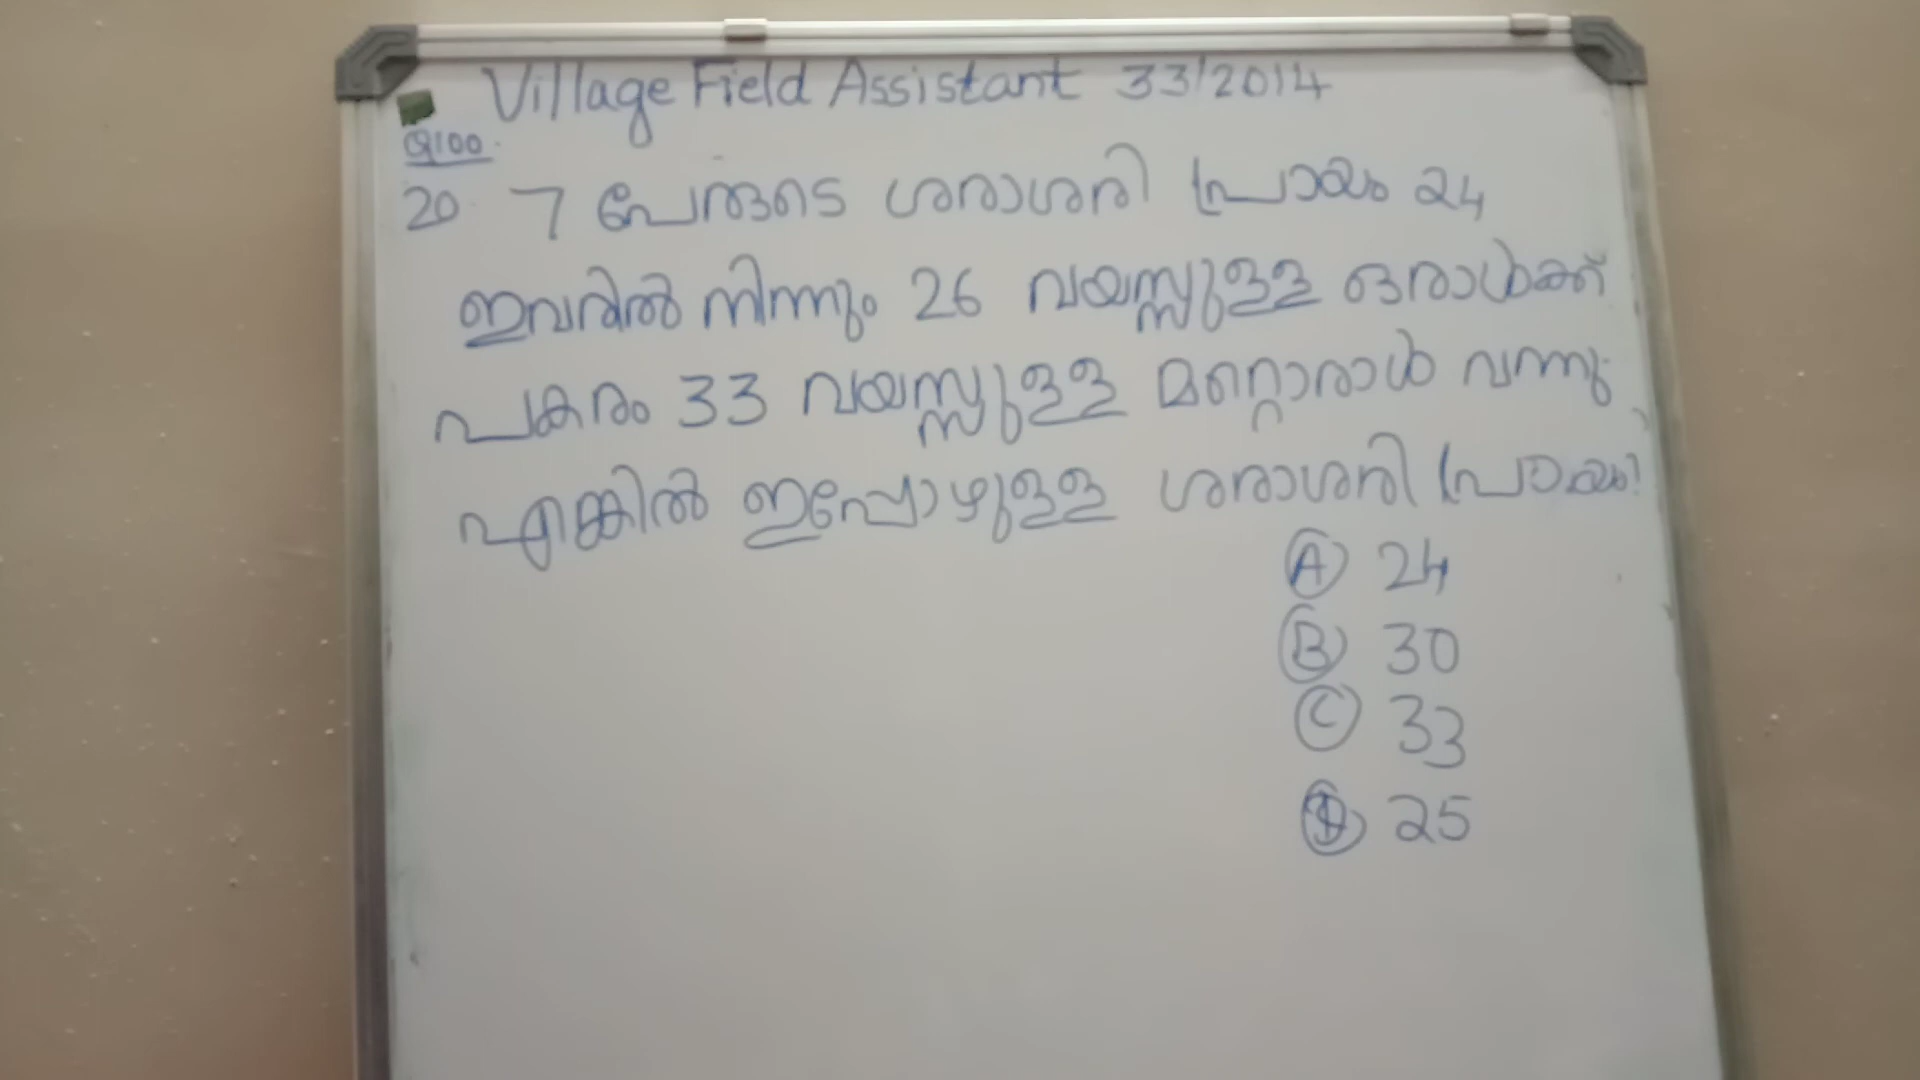 Village Field Assistant 33/2014
Q100.
20. 7 പേരുടെ ശരാശരി പ്രായം 24
ഇവരിൽ നിന്നും 26 വയസ്സുള്ള ഒരാൾക്ക്
പകരം 33 വയസ്സുള്ള മറ്റൊരാൾ വന്നു
എങ്കിൽ ഇപ്പോഴുള്ള ശരാശരി പ്രായം?
A 24
B 30
C 33
D 25